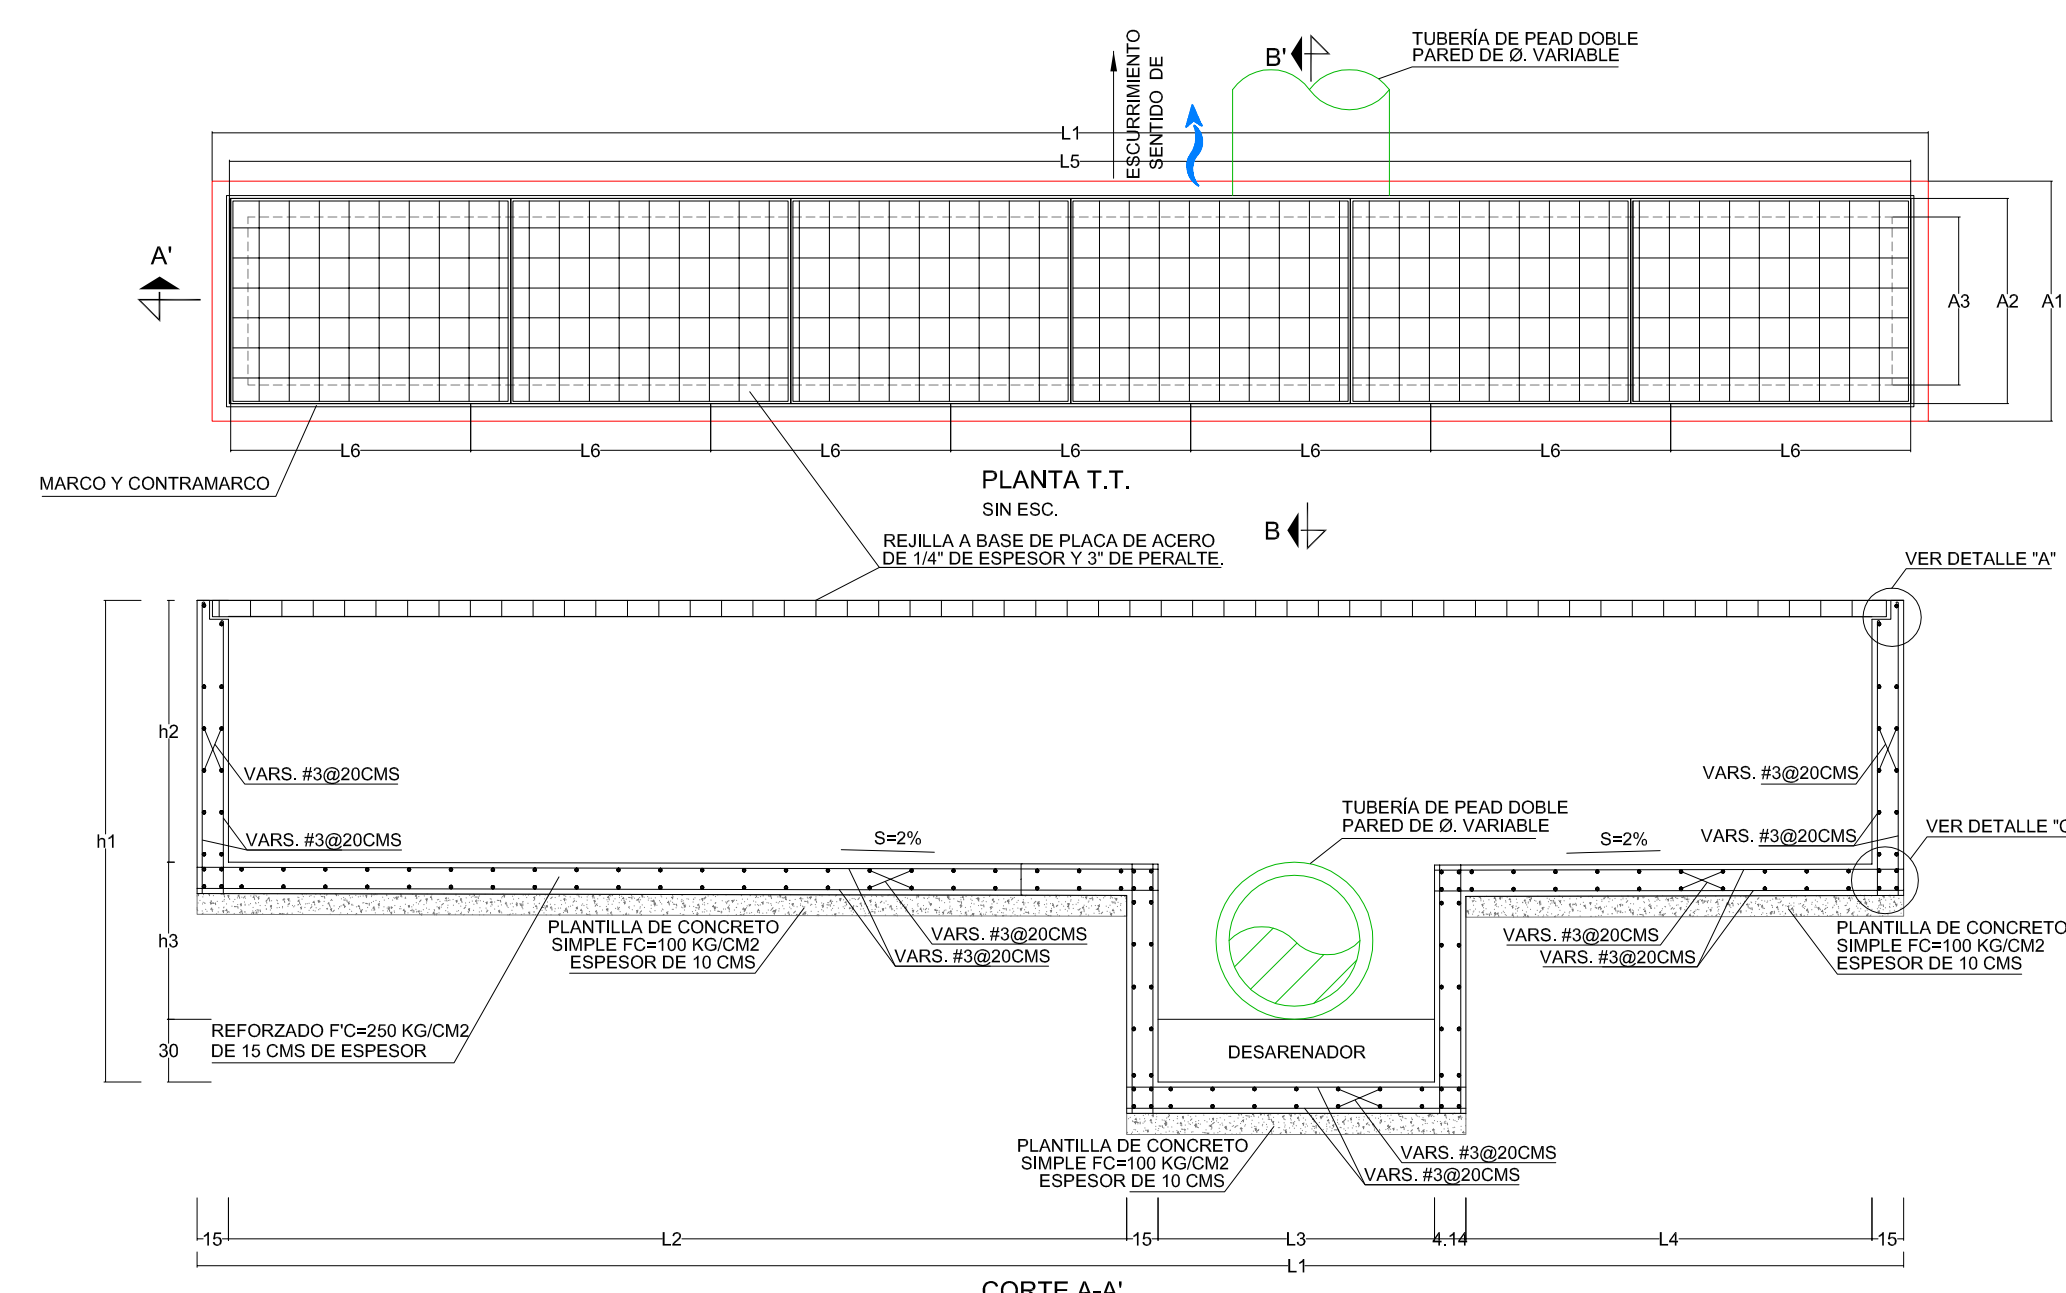 TUBERÍA DE PEAD DOBLE
PARED DE Ø. VARIABLE
B'
ESCURRIMIENTO
SENTIDO DE
L1
L5
A'
A3
A2
A1
L6
L6
L6
L6
L6
L6
L6
MARCO Y CONTRAMARCO
PLANTA T.T.
SIN ESC.
B
REJILLA A BASE DE PLACA DE ACERO
DE 1/4" DE ESPESOR Y 3" DE PERALTE.
VER DETALLE "A"
h2
VARS. #3@20CMS
VARS. #3@20CMS
TUBERÍA DE PEAD DOBLE
PARED DE Ø. VARIABLE
h1
VARS. #3@20CMS
S=2%
S=2%
VARS. #3@20CMS
VER DETALLE "C
PLANTILLA DE CONCRETO
SIMPLE FC=100 KG/CM2
ESPESOR DE 10 CMS
VARS. #3@20CMS
VARS. #3@20CMS
VARS. #3@20CMS
VARS. #3@20CMS
PLANTILLA DE CONCRETO
SIMPLE FC=100 KG/CM2
ESPESOR DE 10 CMS
h3
REFORZADO F'C=250 KG/CM2
DE 15 CMS DE ESPESOR
30
DESARENADOR
PLANTILLA DE CONCRETO
SIMPLE FC=100 KG/CM2
ESPESOR DE 10 CMS
VARS. #3@20CMS
VARS. #3@20CMS
15
L2
15
L3
4.14
L4
15
L1
CORTE A-A'